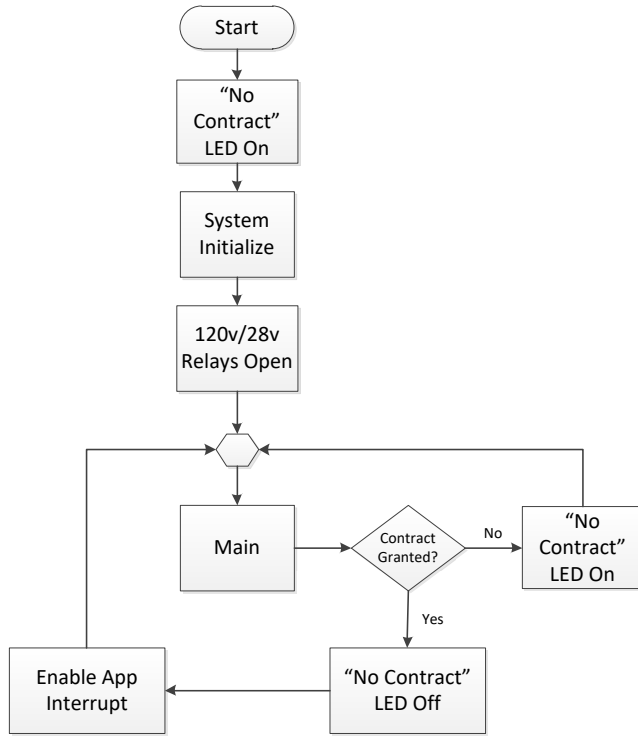 Start
“No
Contract”
LED On
System
Initialize
120v/28v
Relays Open
Main
Contract
Granted?
No
“No
Contract”
LED On
Yes
“No Contract”
LED Off
Enable App
Interrupt